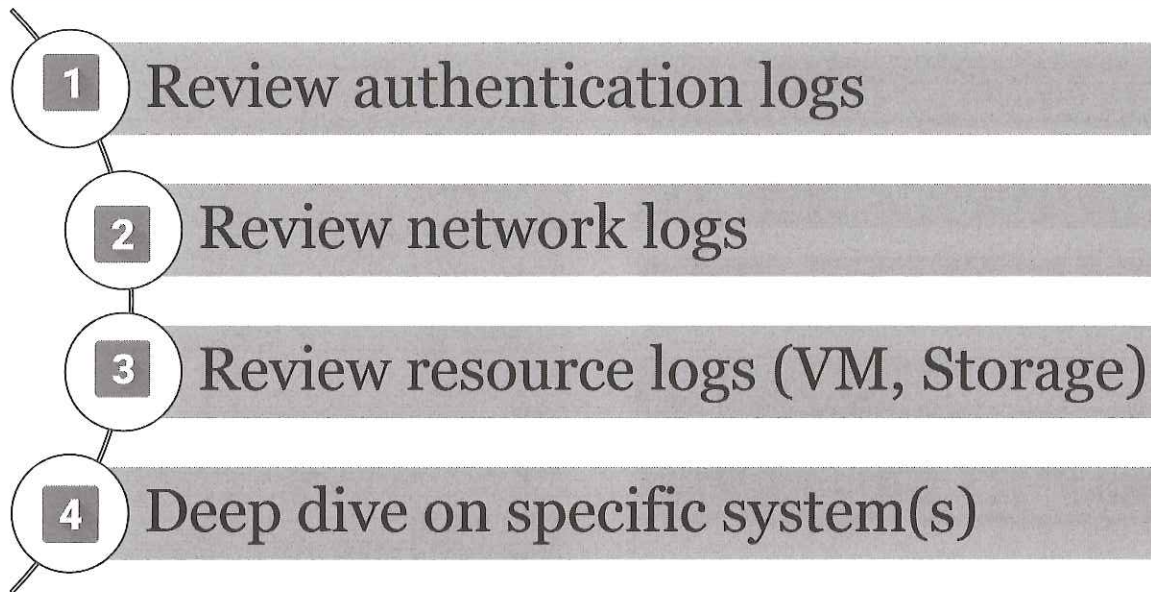 1 Review authentication logs
2 Review network logs
3 Review resource logs (VM, Storage)
4 Deep dive on specific system(s)